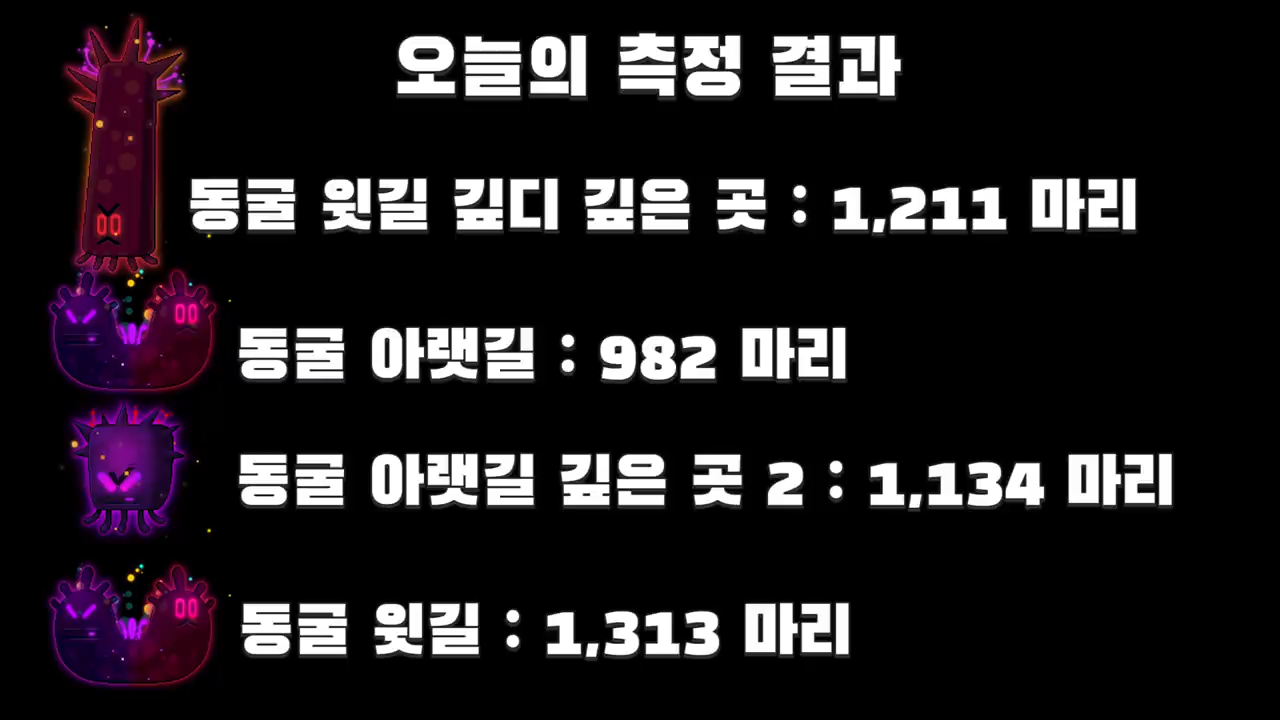 오늘의 측정 결과
동굴 윗길 깊디 깊은 곳 : 1,211 마리
동굴 아랫길 : 982 마리
동굴 아랫길 깊은 곳 2 : 1,134 마리
동굴 윗길 : 1,313 마리